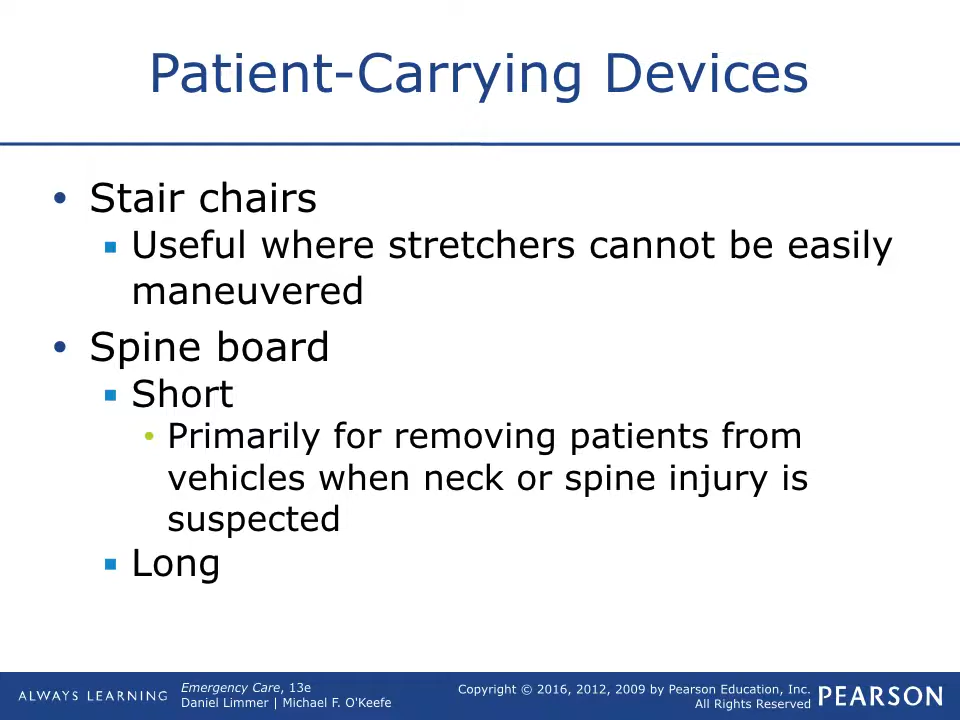 Patient-Carrying Devices
• Stair chairs
▪ Useful where stretchers cannot be easily
maneuvered
• Spine board
▪ Short
• Primarily for removing patients from
vehicles when neck or spine injury is
suspected
▪ Long
ALWAYS LEARNING
Emergency Care, 13e
Daniel Limmer | Michael F. O'Keefe
Copyright © 2016, 2012, 2009 by Pearson Education, Inc.
All Rights Reserved
PEARSON